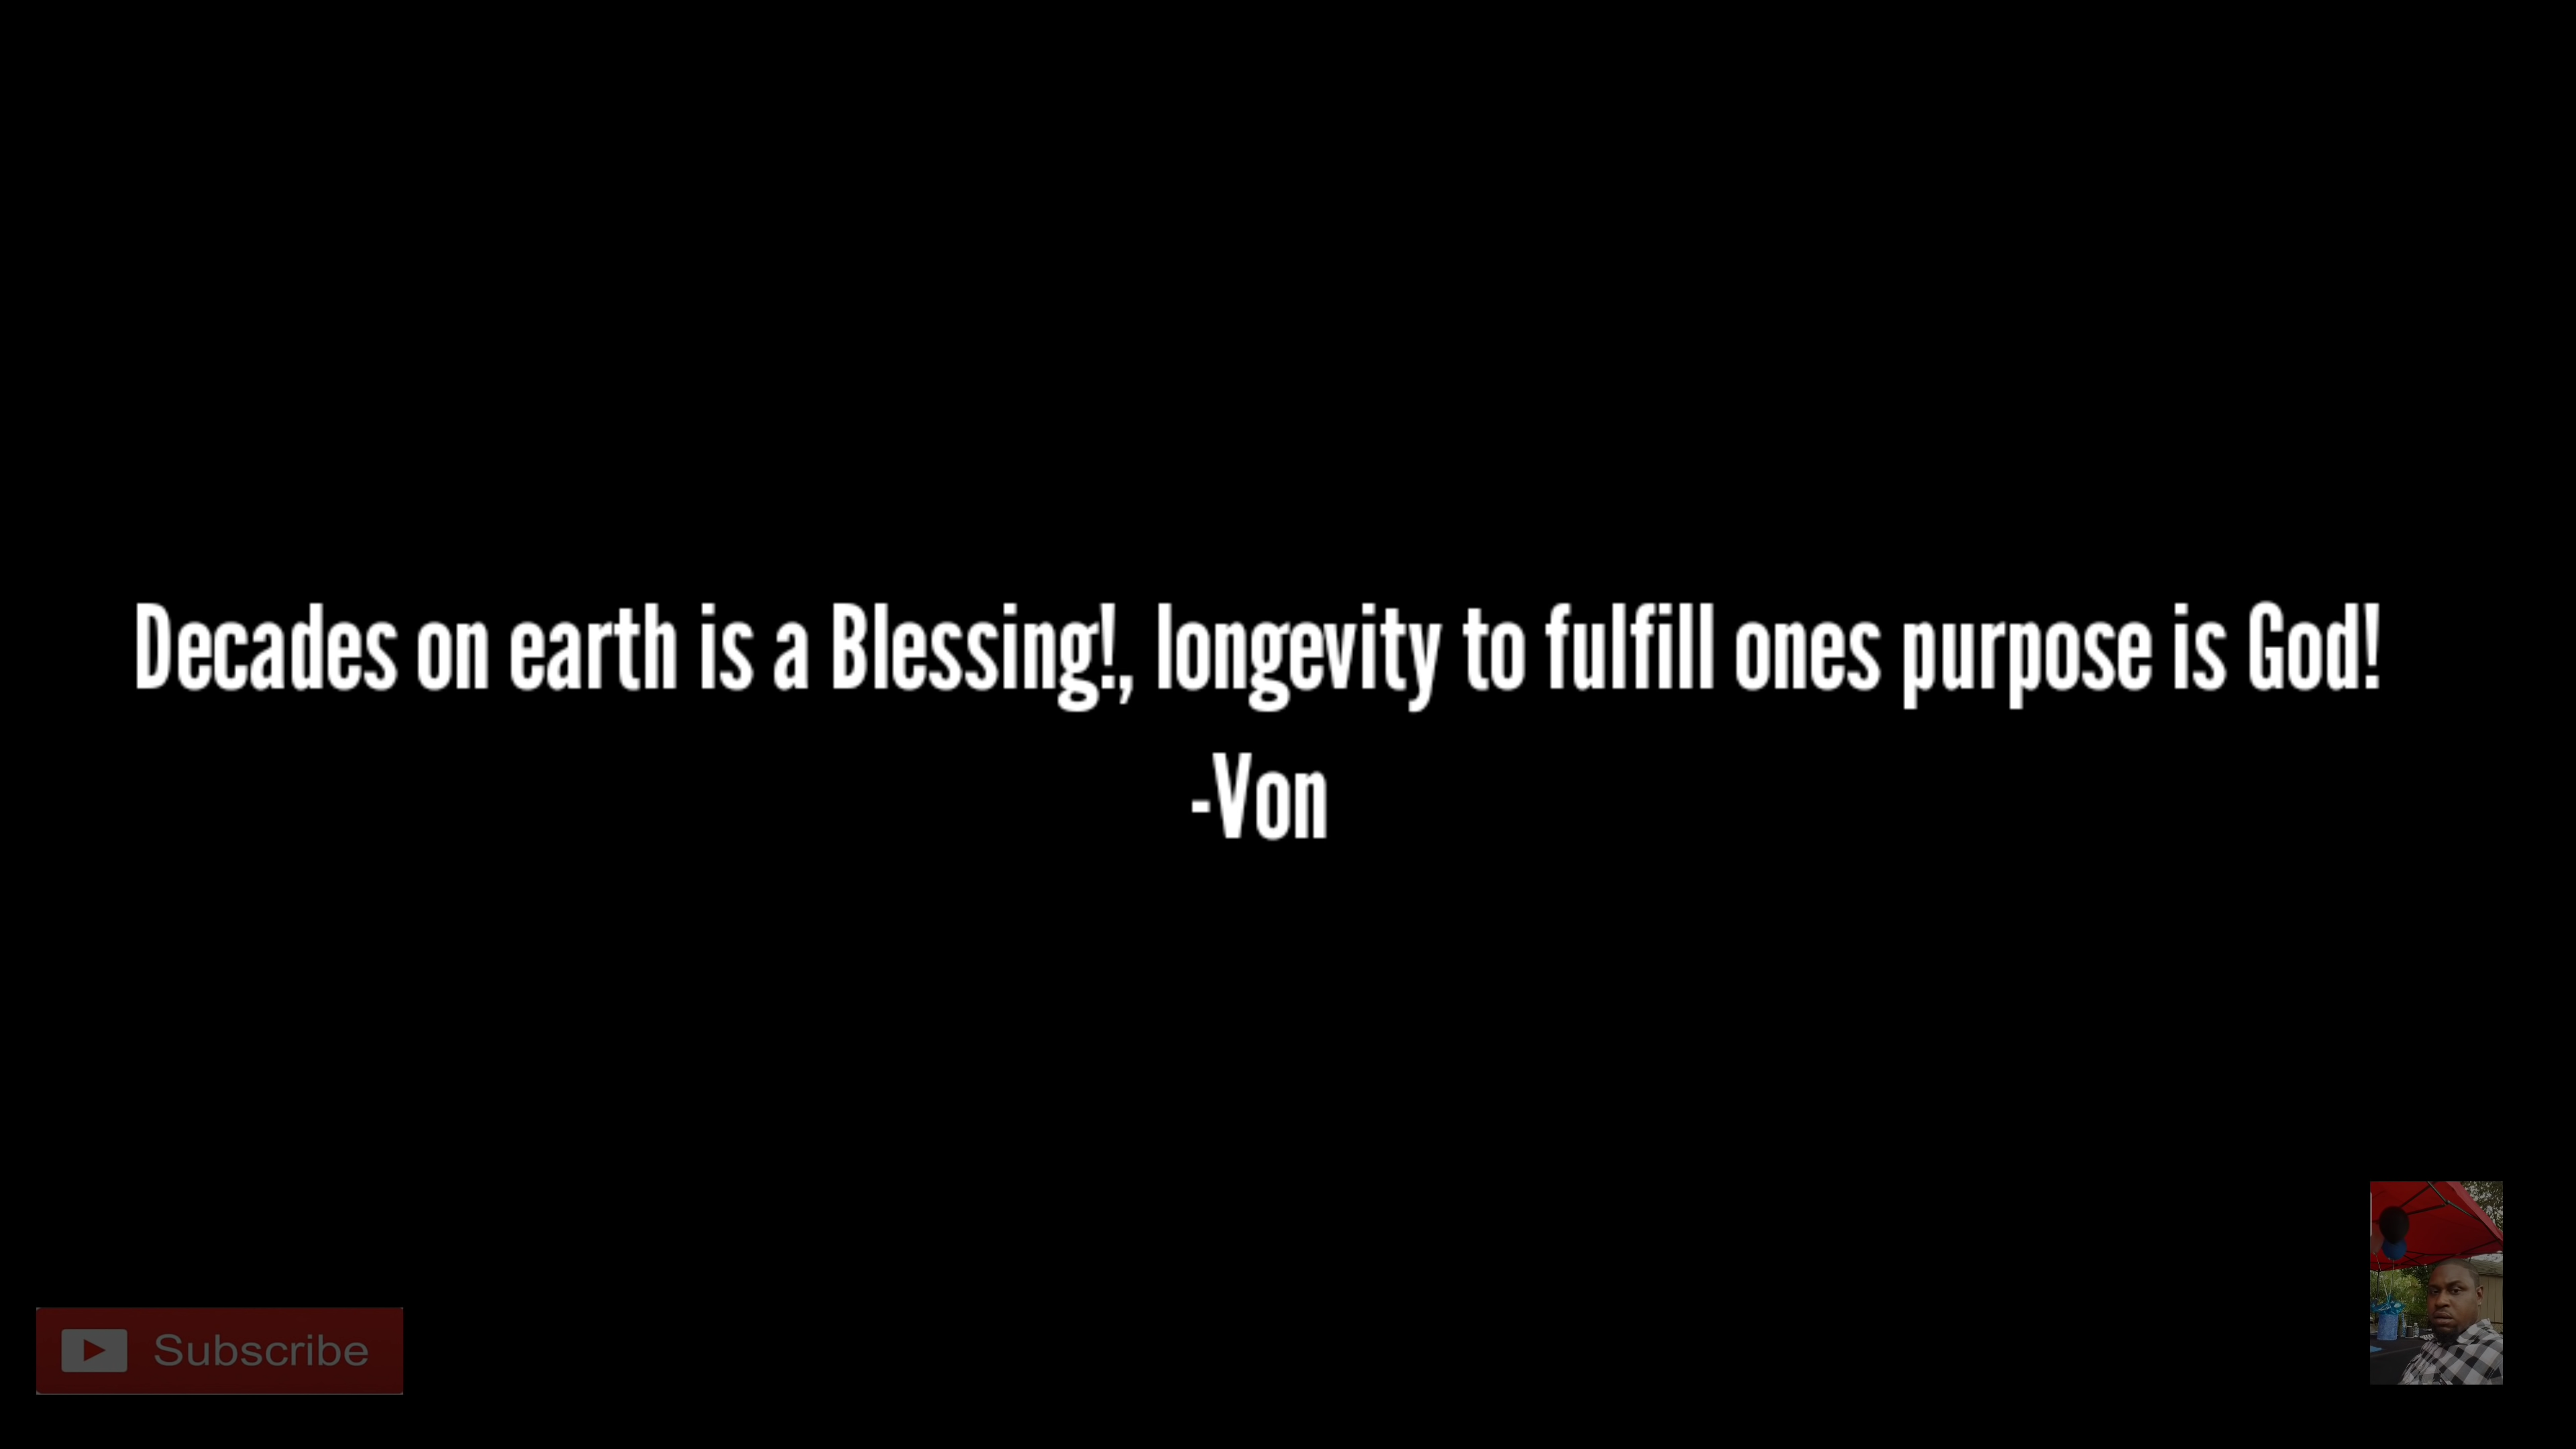 Decades on earth is a Blessing!, longevity to fulfill ones purpose is God!
-Von
Subscribe